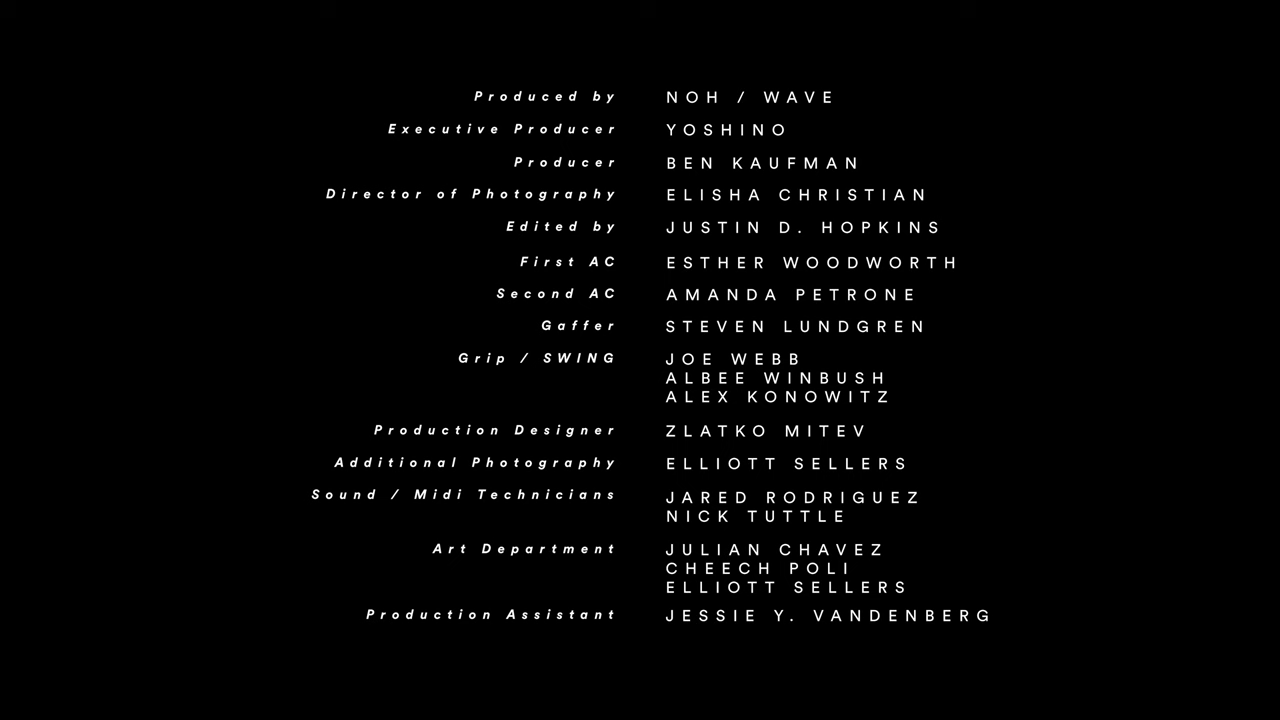 Produced by NOH / WAVE
Executive Producer YOSHINO
Producer BEN KAUFMAN
Director of Photography ELISHA CHRISTIAN
Edited by JUSTIN D. HOPKINS
First AC ESTHER WOODWORTH
Second AC AMANDA PETRONE
Gaffer STEVEN LUNDGREN
Grip / SWING JOE WEBB
ALBEE WINBUSH
ALEX KONOWITZ
Production Designer ZLATKO MITEV
Additional Photography ELLIOTT SELLERS
Sound / Midi Technicians JARED RODRIGUEZ
NICK TUTTLE
Art Department JULIAN CHAVEZ
CHEECH POLI
ELLIOTT SELLERS
Production Assistant JESSIE Y. VANDENBERG